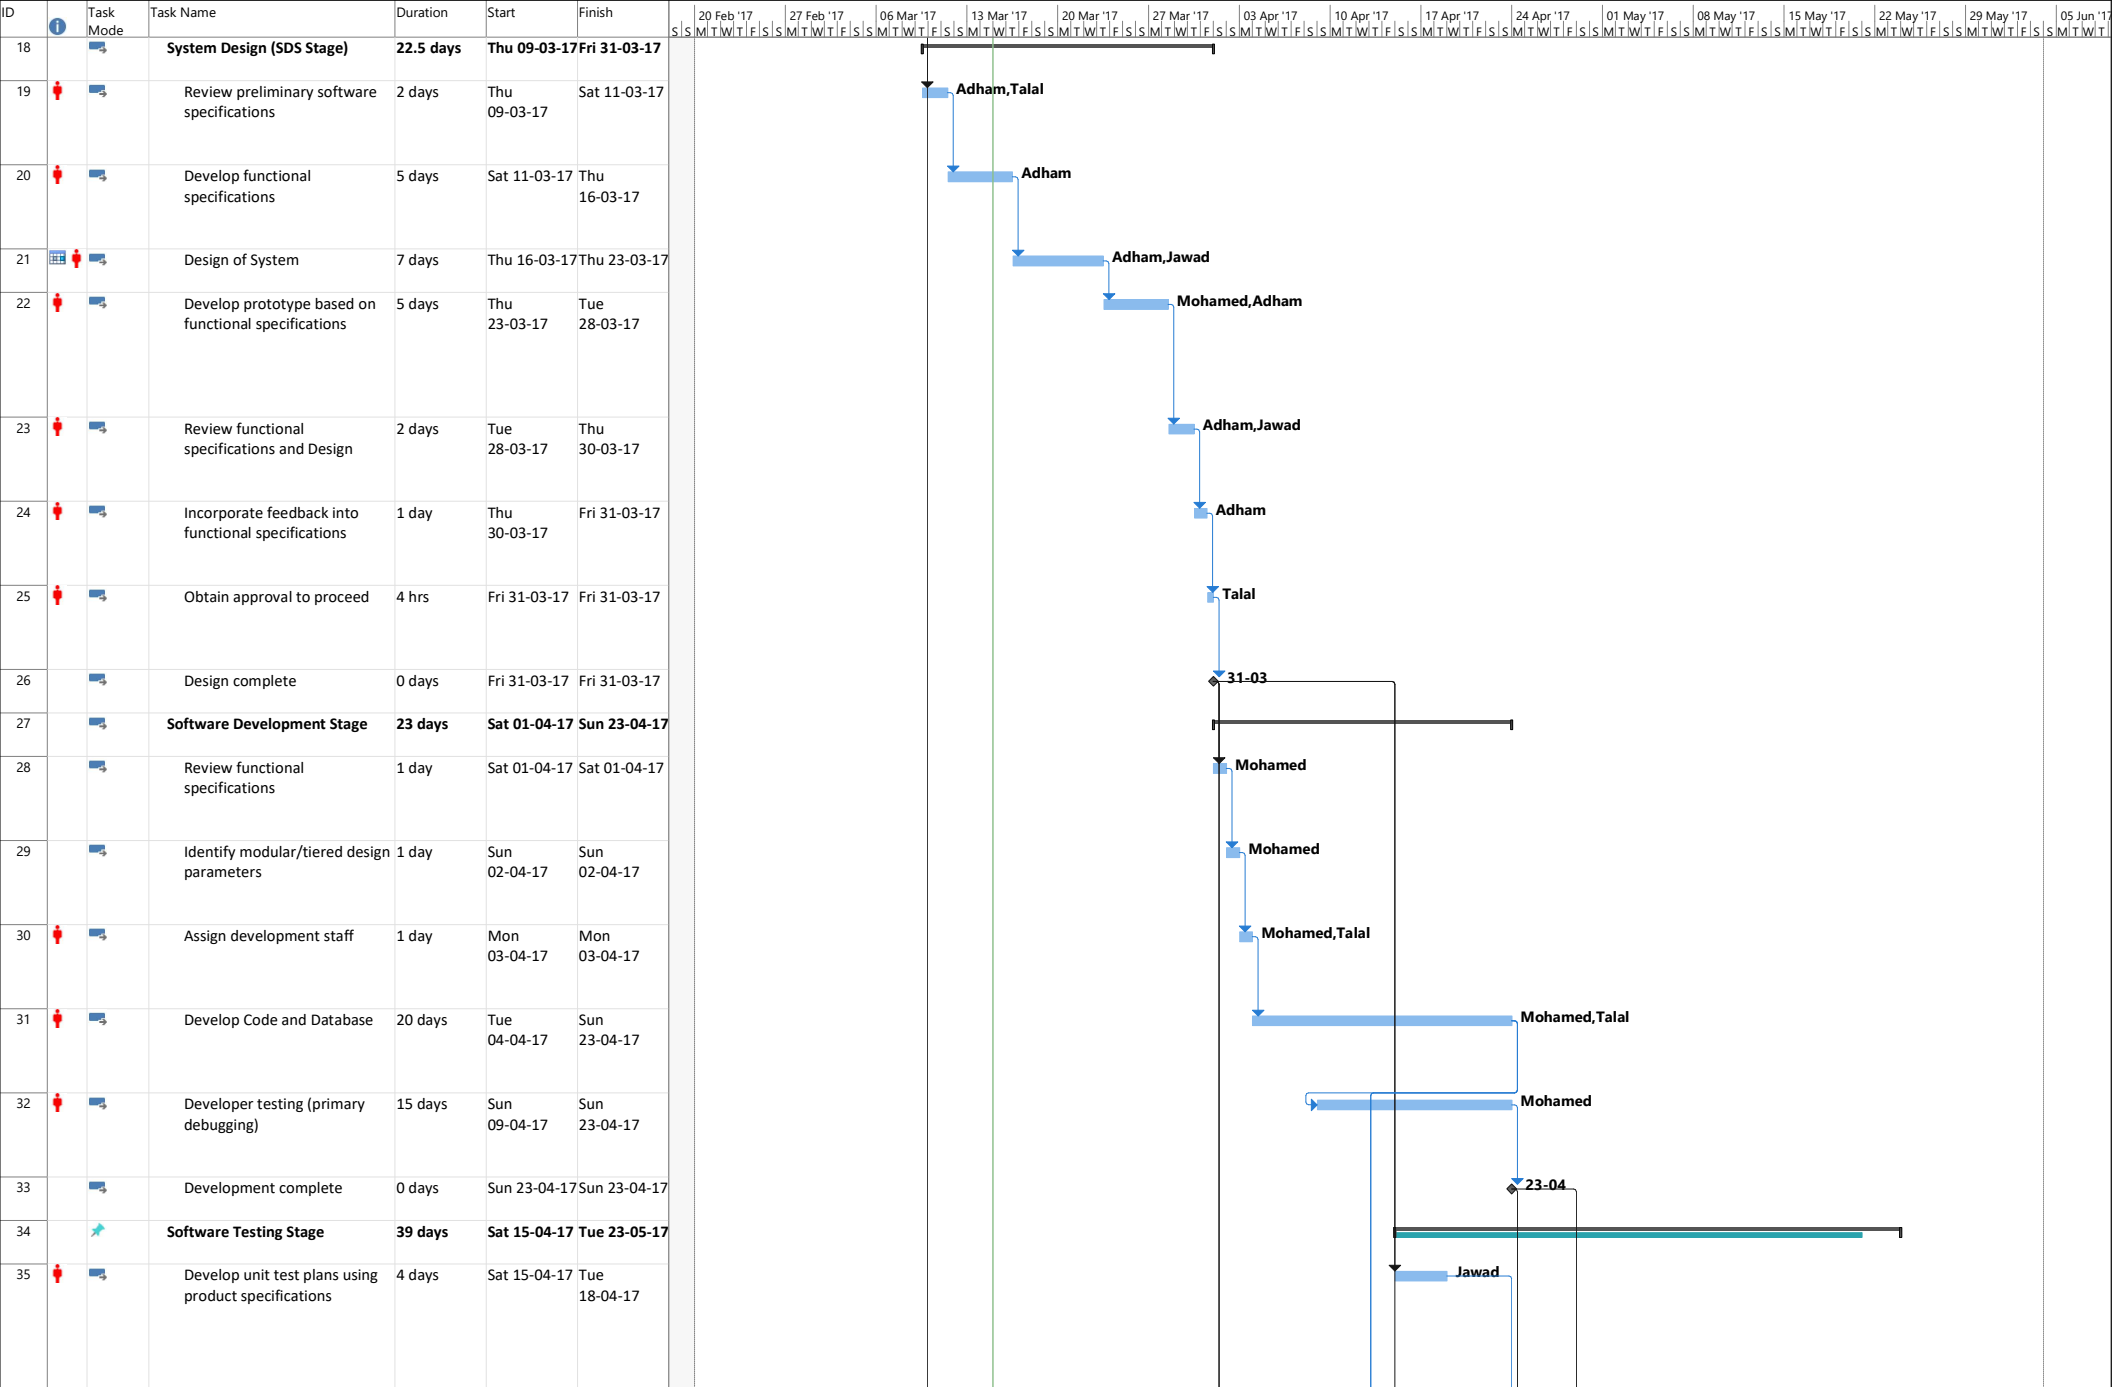 ID Task Mode Task Name Duration Start Finish 20 Feb '17 27 Feb '17 06 Mar '17 13 Mar '17 20 Mar '17 27 Mar '17 03 Apr '17 10 Apr '17 17 Apr '17 24 Apr '17 01 May '17 08 May '17 15 May '17 22 May '17 29 May '17 05 Jun '17
S S M T W T F S S M T W T F S S M T W T F S S M T W T F S S M T W T F S S M T W T F S S M T W T F S S M T W T F S S M T W T F S S M T W T F S S M T W T F S S M T W T F S S M T W T F S S M T W T F S S M T W T F S S M T W T
18 System Design (SDS Stage) 22.5 days Thu 09-03-17 Fri 31-03-17
19 Review preliminary software 2 days Thu Sat 11-03-17 Adham,Talal
specifications 09-03-17
20 Develop functional 5 days Sat 11-03-17 Thu Adham
specifications 16-03-17
21 Design of System 7 days Thu 16-03-17 Thu 23-03-17 Adham,Jawad
22 Develop prototype based on 5 days Thu Tue Mohamed,Adham
functional specifications 23-03-17 28-03-17
23 Review functional 2 days Tue Thu Adham,Jawad
specifications and Design 28-03-17 30-03-17
24 Incorporate feedback into 1 day Thu Fri 31-03-17 Adham
functional specifications 30-03-17
25 Obtain approval to proceed 4 hrs Fri 31-03-17 Fri 31-03-17 Talal
26 Design complete 0 days Fri 31-03-17 Fri 31-03-17 31-03
27 Software Development Stage 23 days Sat 01-04-17 Sun 23-04-17
28 Review functional 1 day Sat 01-04-17 Sat 01-04-17 Mohamed
specifications
29 Identify modular/tiered design 1 day Sun Sun Mohamed
parameters 02-04-17 02-04-17
30 Assign development staff 1 day Mon Mon Mohamed,Talal
03-04-17 03-04-17
31 Develop Code and Database 20 days Tue Sun Mohamed,Talal
04-04-17 23-04-17
32 Developer testing (primary 15 days Sun Sun Mohamed
debugging) 09-04-17 23-04-17
33 Development complete 0 days Sun 23-04-17 Sun 23-04-17 23-04
34 Software Testing Stage 39 days Sat 15-04-17 Tue 23-05-17
35 Develop unit test plans using 4 days Sat 15-04-17 Tue Jawad
product specifications 18-04-17